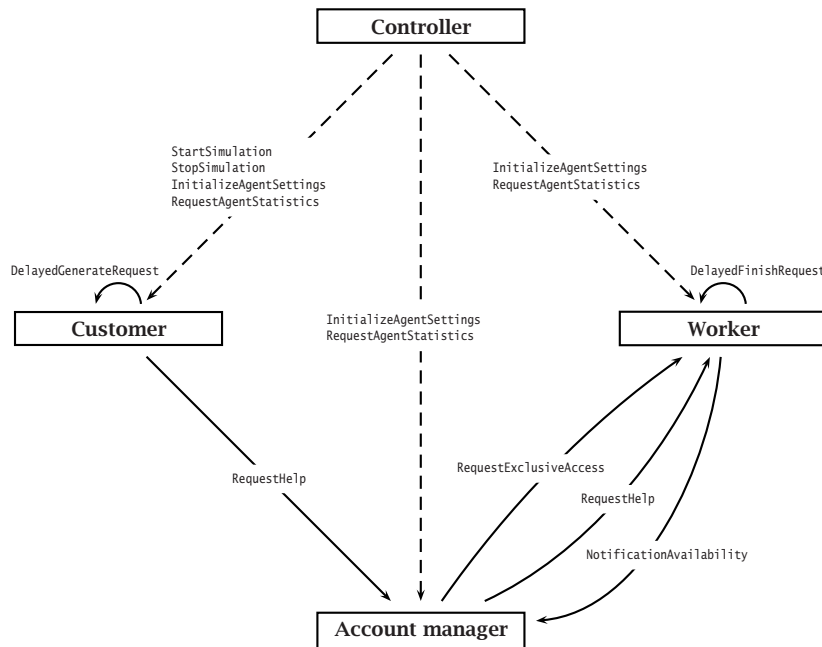 Controller
StartSimulation
StopSimulation
InitializeAgentSettings
RequestAgentStatistics
InitializeAgentSettings
RequestAgentStatistics
DelayedGenerateRequest
DelayedFinishRequest
Customer
InitializeAgentSettings
RequestAgentStatistics
Worker
RequestHelp
RequestExclusiveAccess
RequestHelp
NotificationAvailability
Account manager